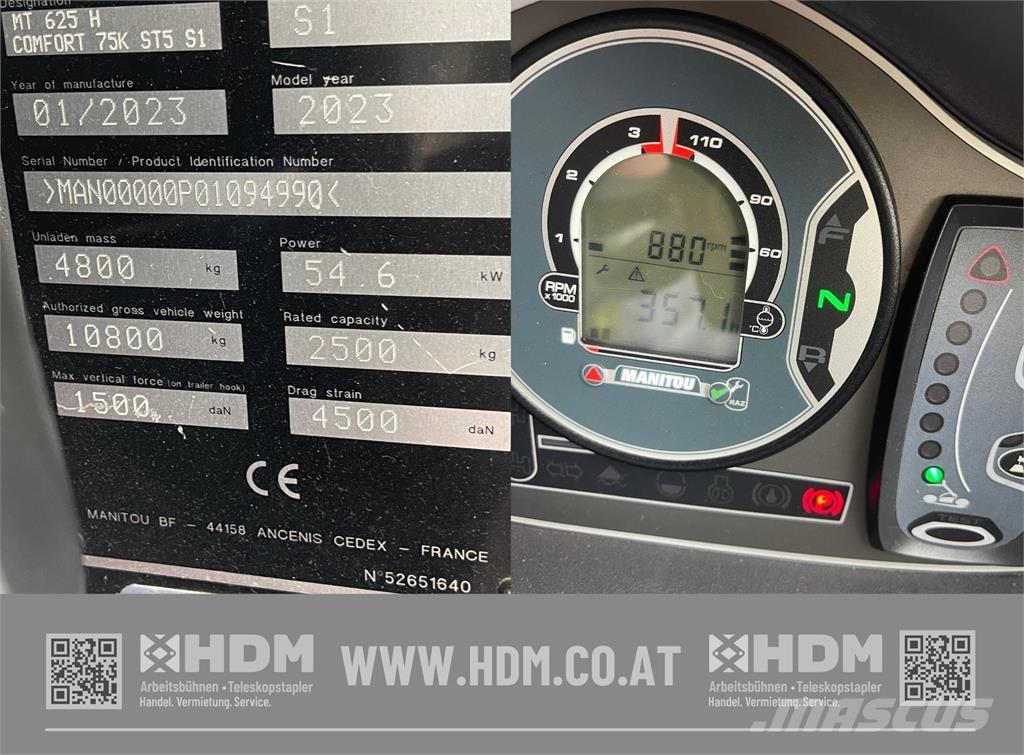 Designation
MT 625 H
COMFORT 75K ST5 S1
S1
Year of manufacture
Model year
01/2023
2023
Serial Number / Product Identification Number
>MAN00000P01094990<
Unladen mass
Power
4800 kg
54.6 kW
Authorized gross vehicle weight
Rated capacity
10800 kg
2500 kg
Max vertical force (on trailer hook)
Drag strain
1500 daN
4500 daN
CE
MANITOU BF - 44158 ANCENIS CEDEX - FRANCE
N°52651640
3 110
2 90
1 60
880 rpm
RPM
x1000
357.1 h
°C
MANITOU
RAZ
F
N
R
TEST
HDM
Arbeitsbühnen • Teleskopstapler
Handel. Vermietung. Service.
WWW.HDM.CO.AT
HDM
Arbeitsbühnen • Teleskopstapler
Handel. Vermietung. Service.
MASCUS